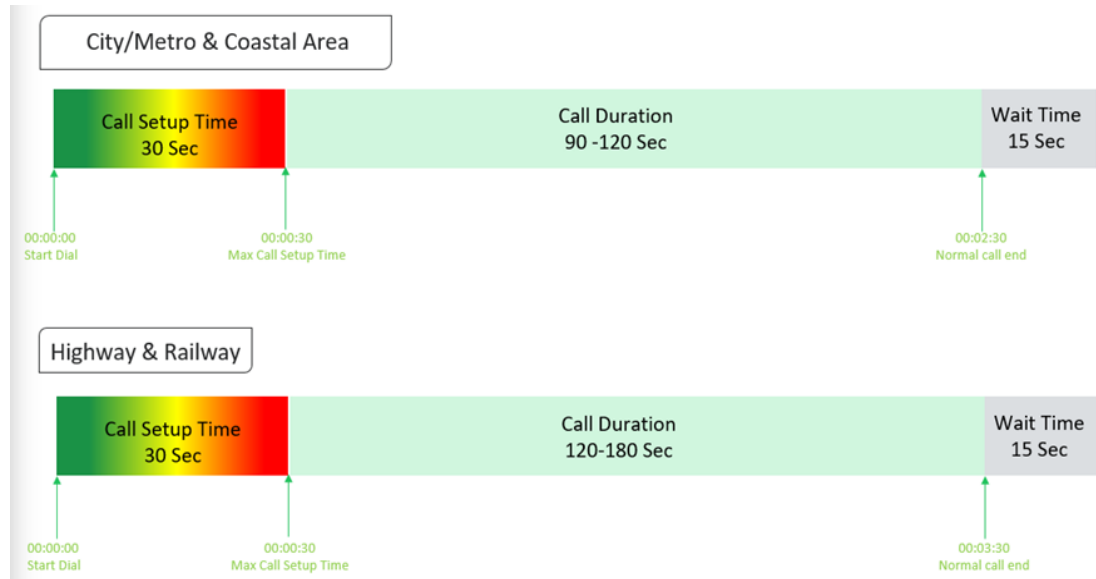 City/Metro & Coastal Area
Call Setup Time
30 Sec
Call Duration
90 -120 Sec
Wait Time
15 Sec
00:00:00
Start Dial
00:00:30
Max Call Setup Time
00:02:30
Normal call end
Highway & Railway
Call Setup Time
30 Sec
Call Duration
120-180 Sec
Wait Time
15 Sec
00:00:00
Start Dial
00:00:30
Max Call Setup Time
00:03:30
Normal call end